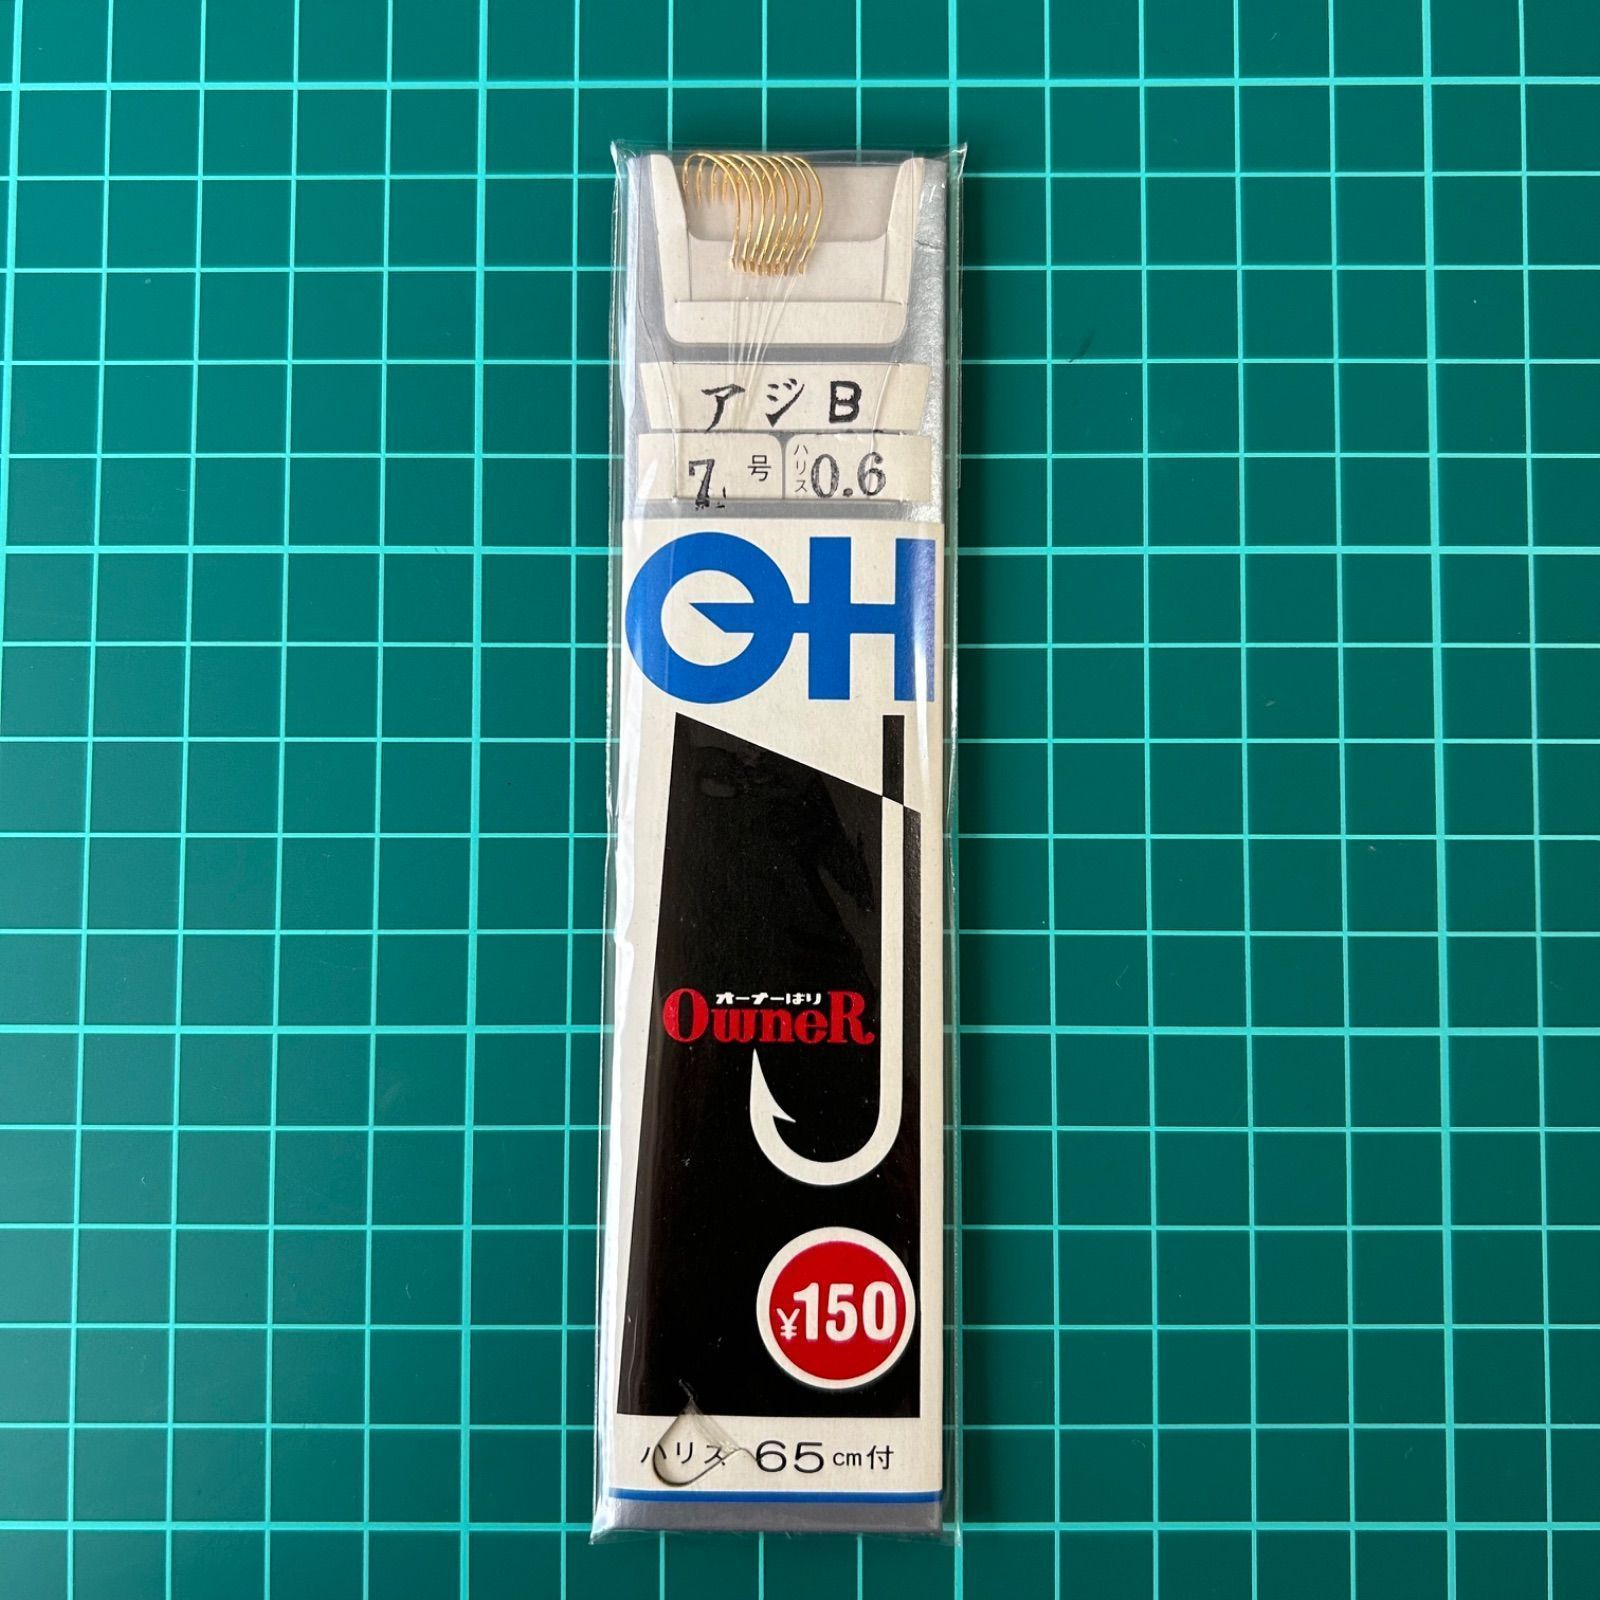 アジB
7号 ハリス0.6
OH
オーナーばり
OwneR
¥150
ハリス 65cm付